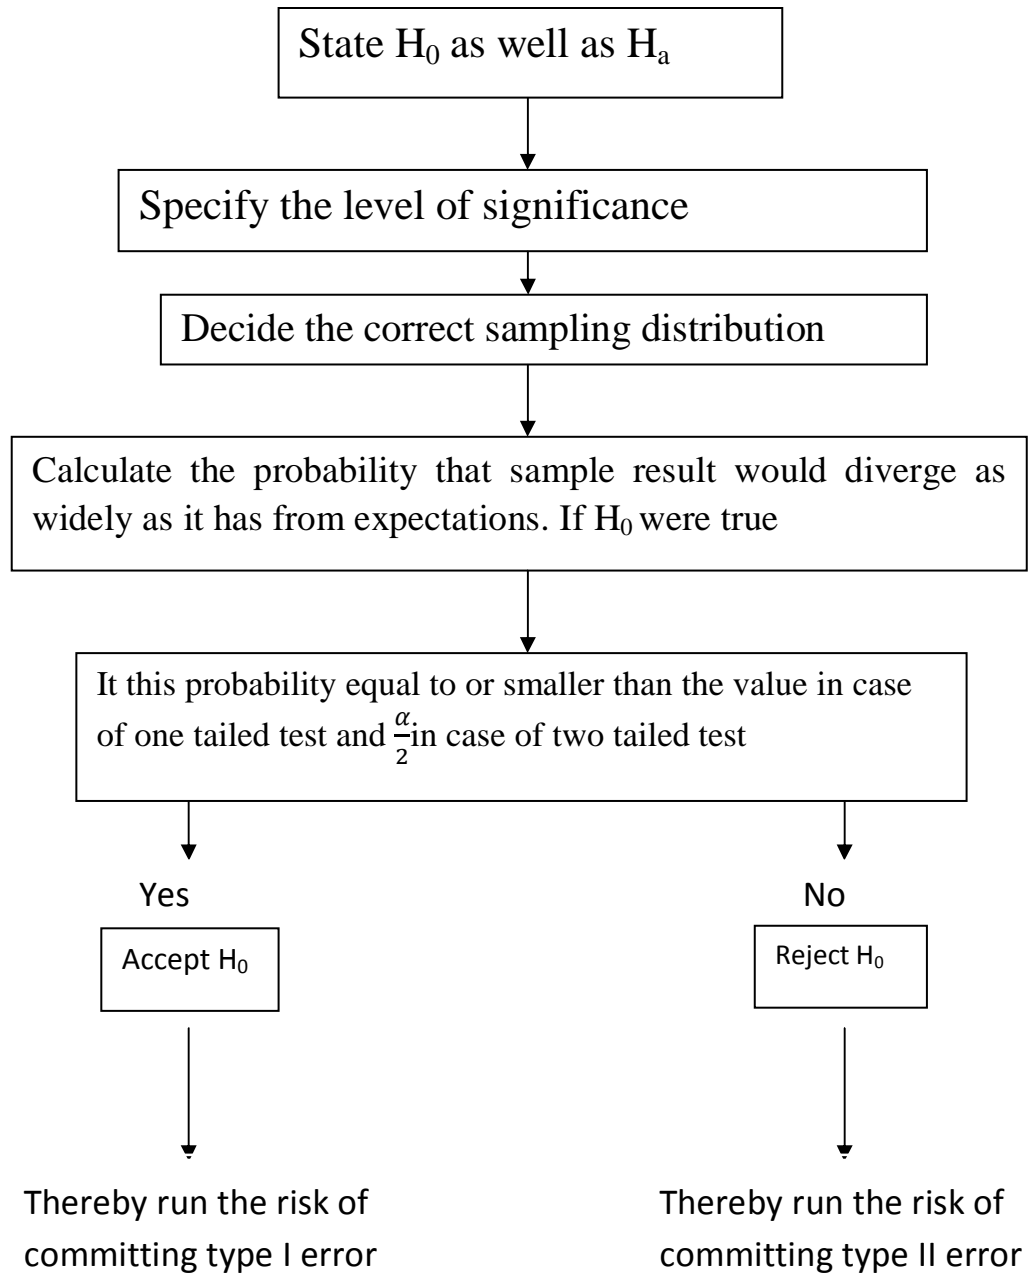 State H₀ as well as Hₐ
Specify the level of significance
Decide the correct sampling distribution
Calculate the probability that sample result would diverge as
widely as it has from expectations. If H₀ were true
It this probability equal to or smaller than the value in case
of one tailed test and α/2 in case of two tailed test
Yes
No
Accept H₀
Reject H₀
Thereby run the risk of
committing type I error
Thereby run the risk of
committing type II error